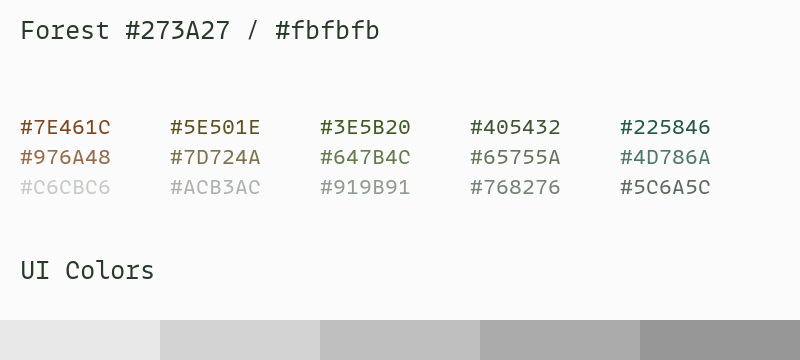 Forest #273A27 / #fbfbfb
#7E461C #5E501E #3E5B20 #405432 #225846
#976A48 #7D724A #647B4C #65755A #4D786A
#C6CBC6 #ACB3AC #919B91 #768276 #5C6A5C
UI Colors